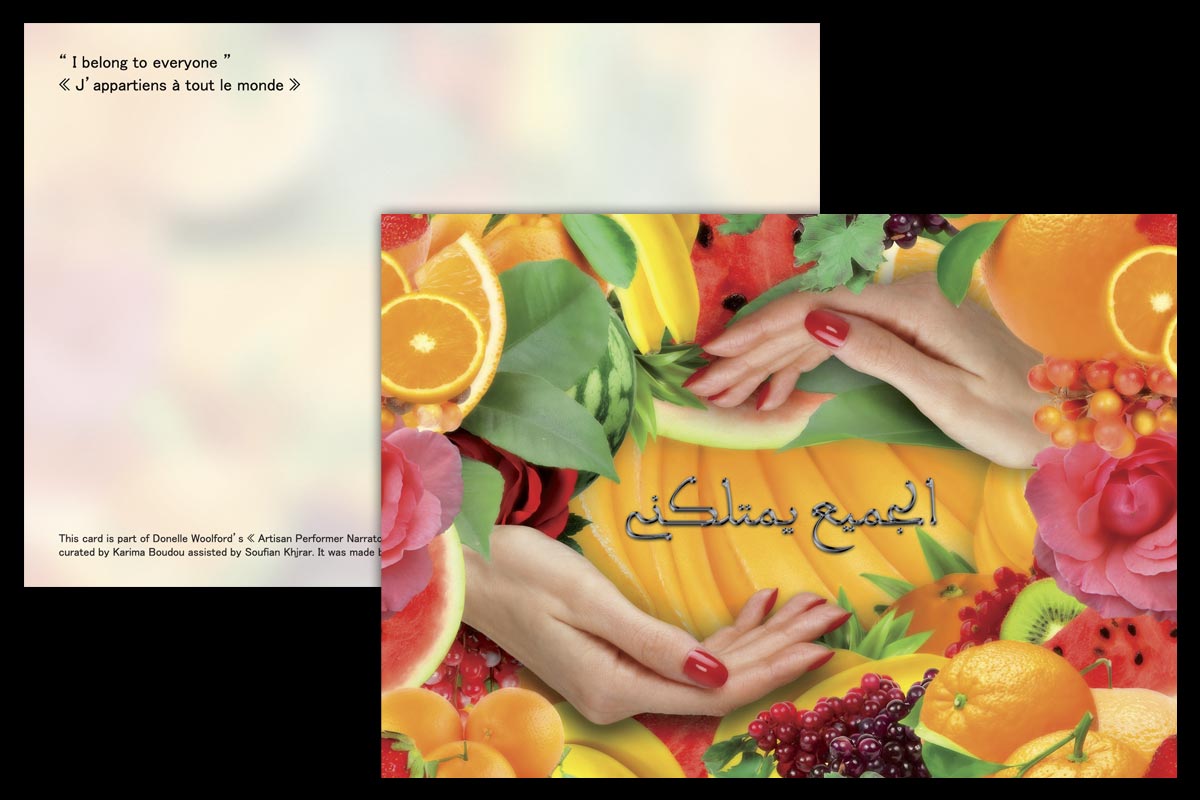 “ I belong to everyone ”
《 J’appartiens à tout le monde 》
This card is part of Donelle Woolford’s 《 Artisan Performer
curated by Karima Boudou assisted by Soufian Khjrar. It was made
الجميع يمتلكني